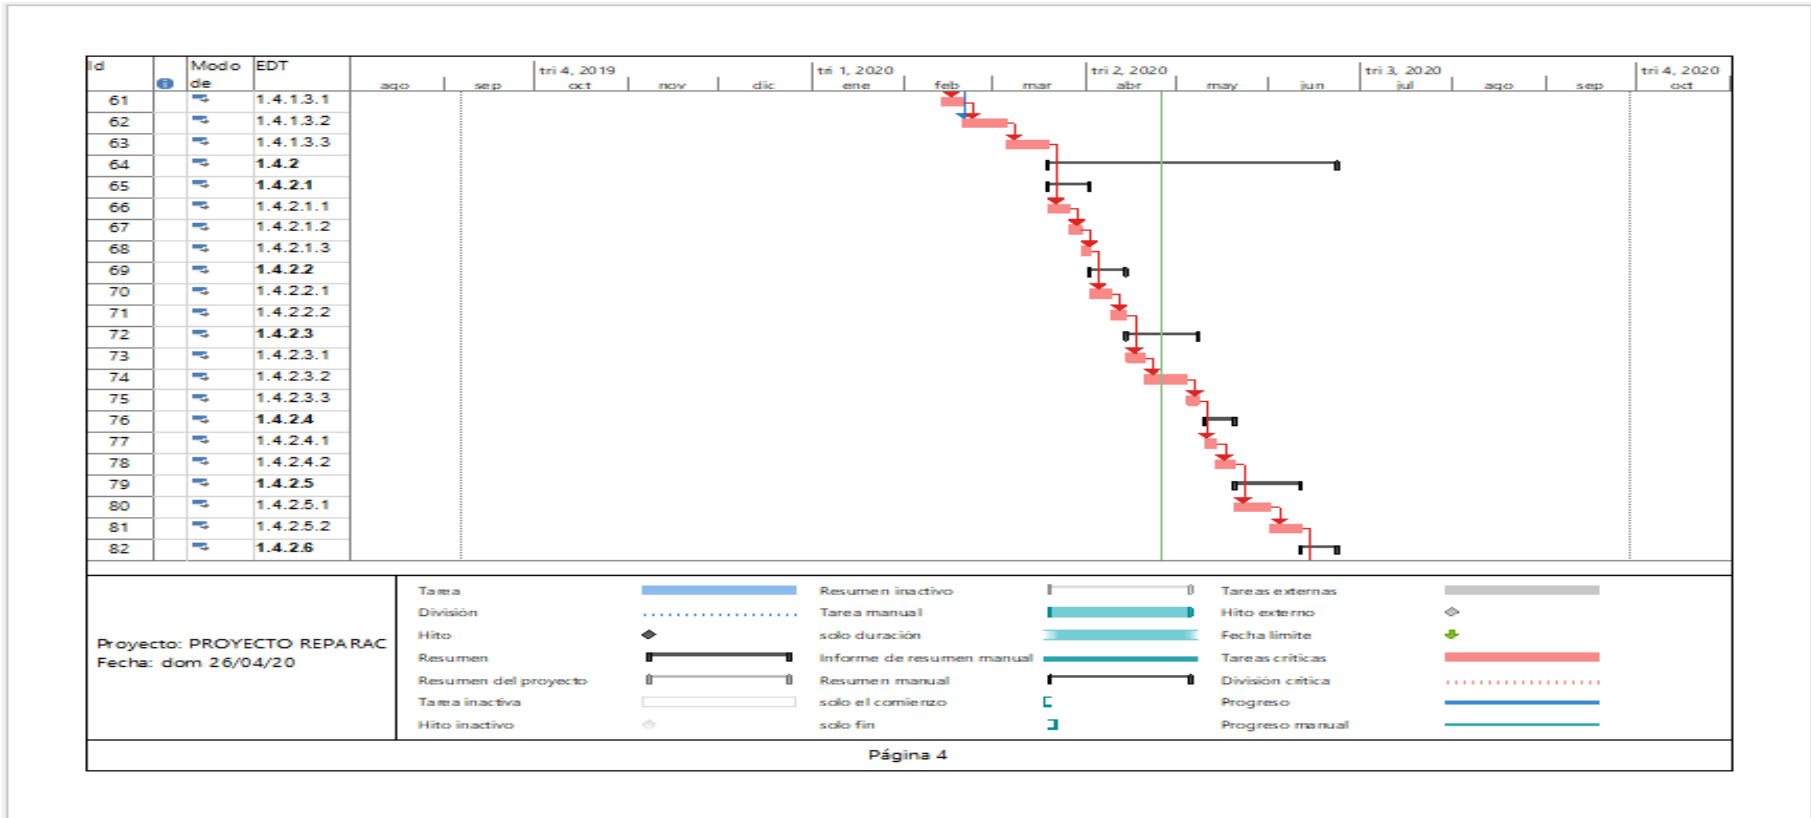 Id Modo de EDT
tri 4, 2019 tri 1, 2020 tri 2, 2020 tri 3, 2020 tri 4, 2020
ago sep oct nov dic ene feb mar abr may jun jul ago sep oct
61 1.4.1.3.1
62 1.4.1.3.2
63 1.4.1.3.3
64 1.4.2
65 1.4.2.1
66 1.4.2.1.1
67 1.4.2.1.2
68 1.4.2.1.3
69 1.4.2.2
70 1.4.2.2.1
71 1.4.2.2.2
72 1.4.2.3
73 1.4.2.3.1
74 1.4.2.3.2
75 1.4.2.3.3
76 1.4.2.4
77 1.4.2.4.1
78 1.4.2.4.2
79 1.4.2.5
80 1.4.2.5.1
81 1.4.2.5.2
82 1.4.2.6
Proyecto: PROYECTO REPARAC
Fecha: dom 26/04/20
Tarea
División
Hito
Resumen
Resumen del proyecto
Tarea inactiva
Hito inactivo
Resumen inactivo
Tarea manual
solo duración
Informe de resumen manual
Resumen manual
solo el comienzo
solo fin
Tareas externas
Hito externo
Fecha límite
Tareas críticas
División crítica
Progreso
Progreso manual
Página 4